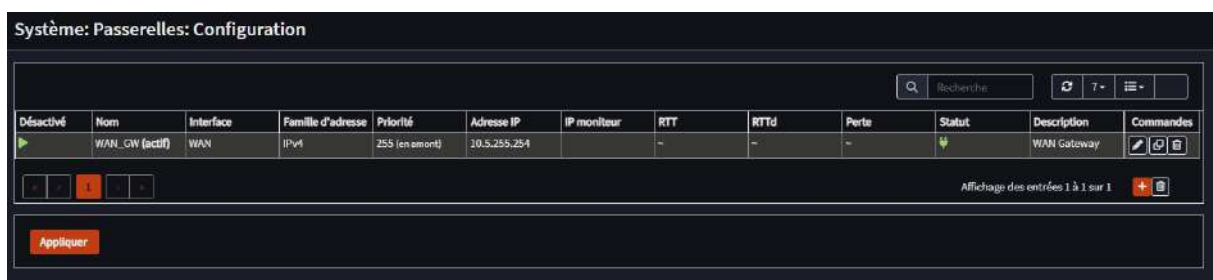 Système: Passerelles: Configuration
Recherche 7
Désactivé Nom Interface Famille d'adresse Priorité Adresse IP IP moniteur RTT RTTd Perte Statut Description Commandes
WAN_GW (actif) WAN IPv4 255 (en amont) 10.5.255.254 ~ ~ ~ WAN Gateway
« ‹ 1 › » Affichage des entrées 1 à 1 sur 1 +
Appliquer